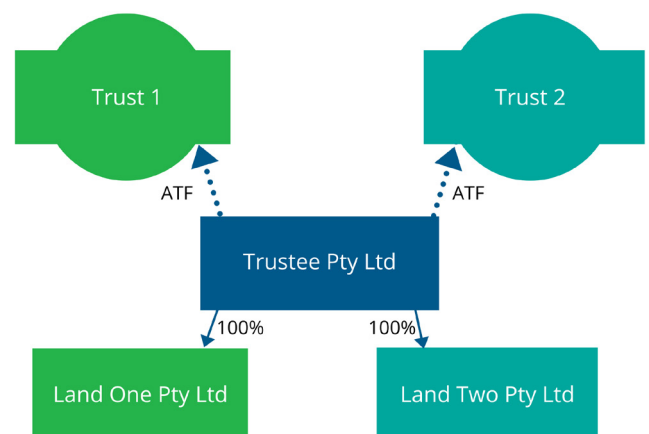 Trust 1
Trust 2
ATF
ATF
Trustee Pty Ltd
100%
100%
Land One Pty Ltd
Land Two Pty Ltd